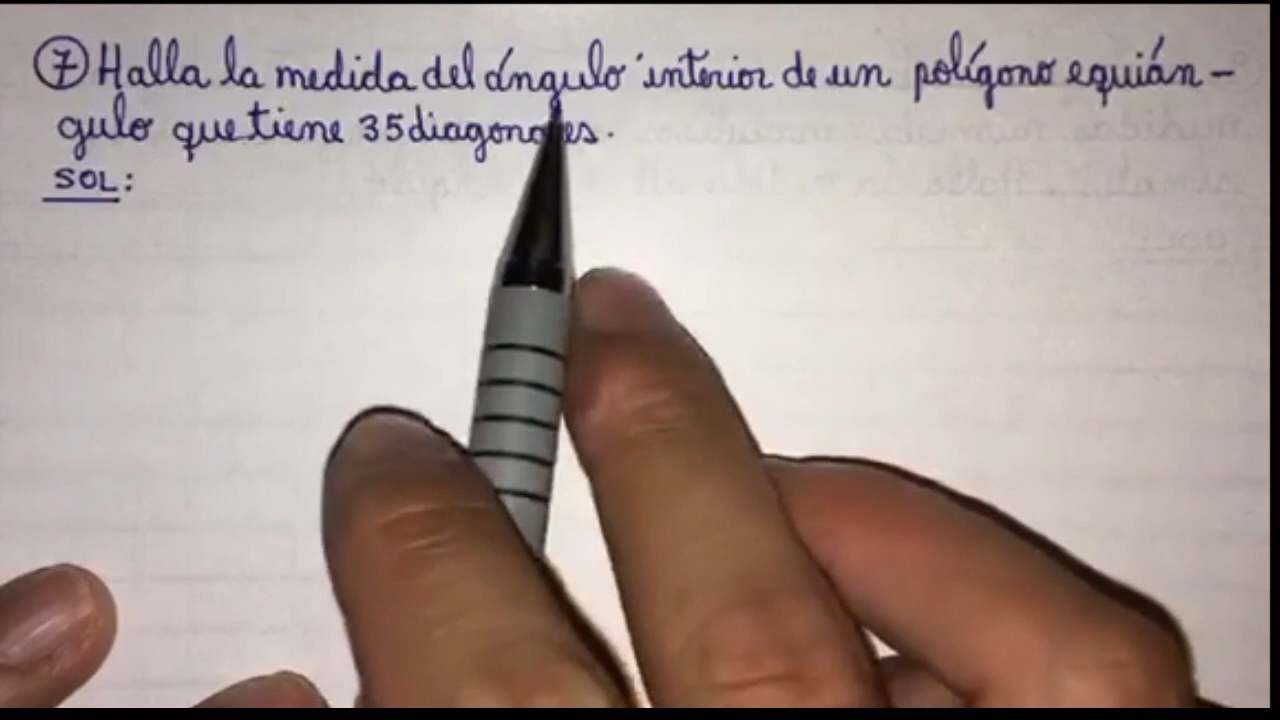 ⑦ Halla la medida del ángulo interior de un polígono equián-
gulo que tiene 35 diagonales.
SOL: